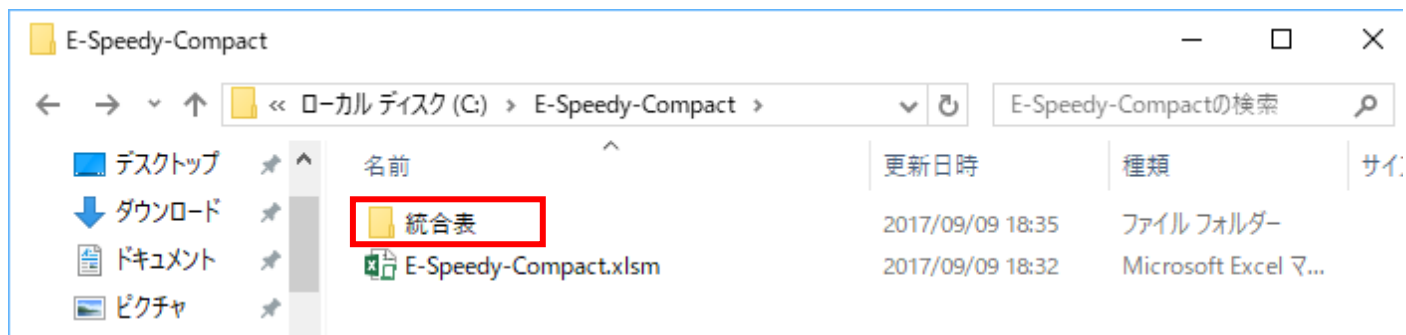 E-Speedy-Compact
« ローカル ディスク (C:) › E-Speedy-Compact ›
E-Speedy-Compactの検索
デスクトップ
名前
更新日時
種類
ダウンロード
統合表
2017/09/09 18:35
ファイル フォルダー
ドキュメント
E-Speedy-Compact.xlsm
2017/09/09 18:32
Microsoft Excel マ...
ピクチャ